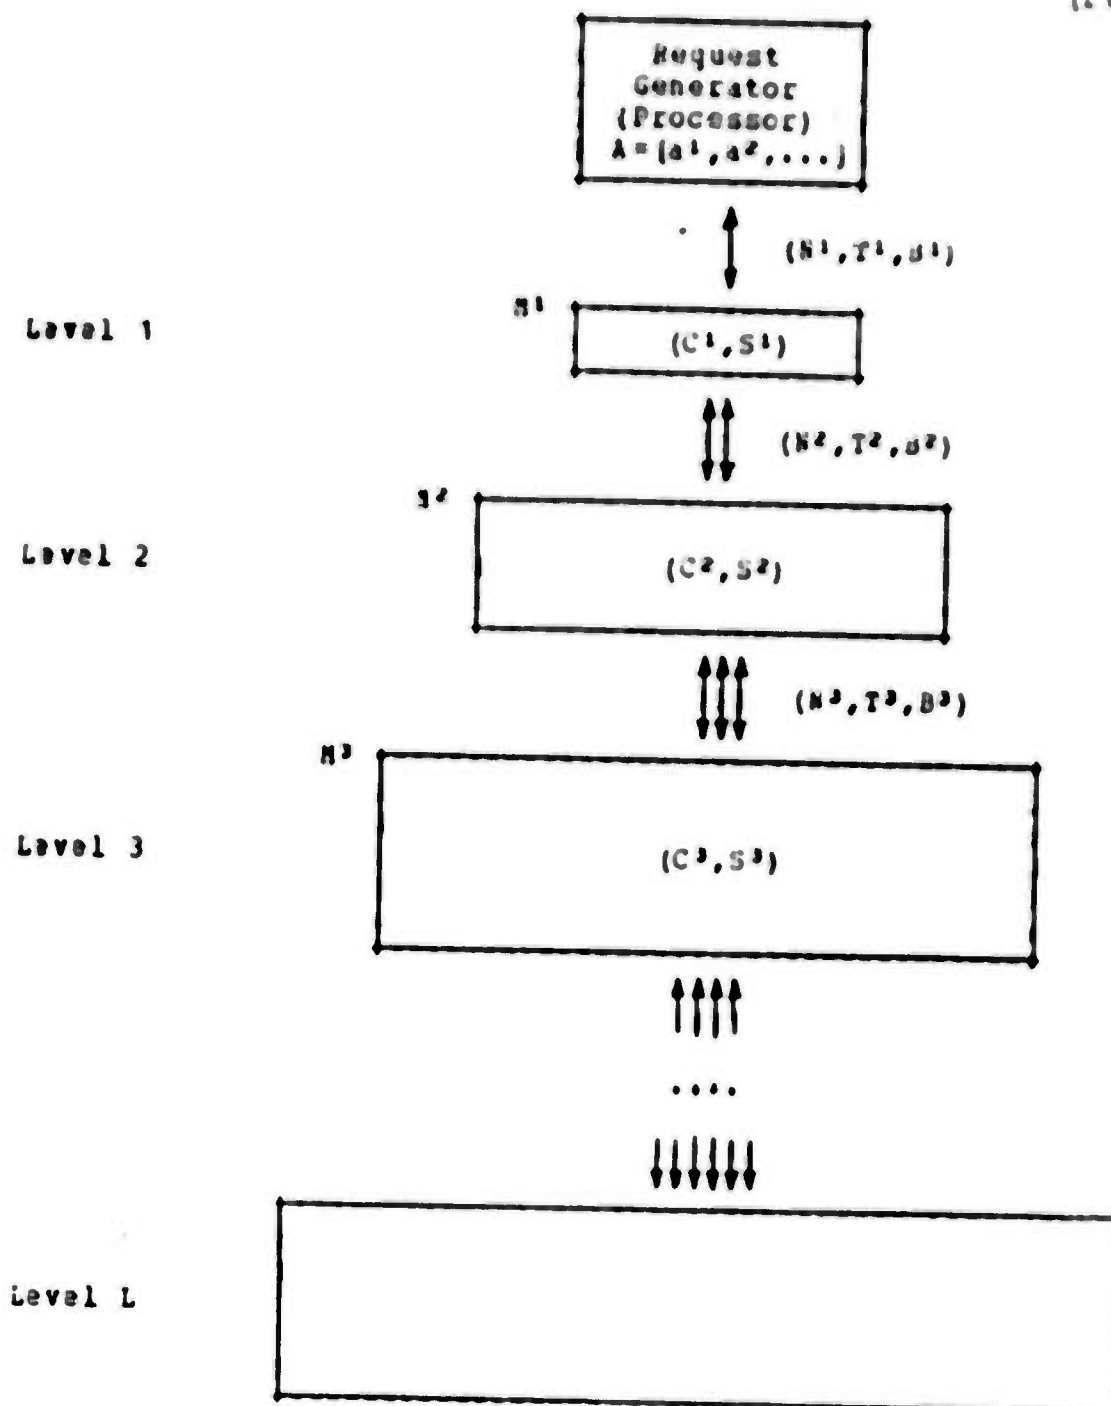 Request
Generator
(Processor)
A={a¹,a²,...}
(N¹,T¹,B¹)
Level 1
M¹
(C¹,S¹)
(N²,T²,B²)
M²
Level 2
(C²,S²)
(N³,T³,B³)
M³
Level 3
(C³,S³)
....
Level L